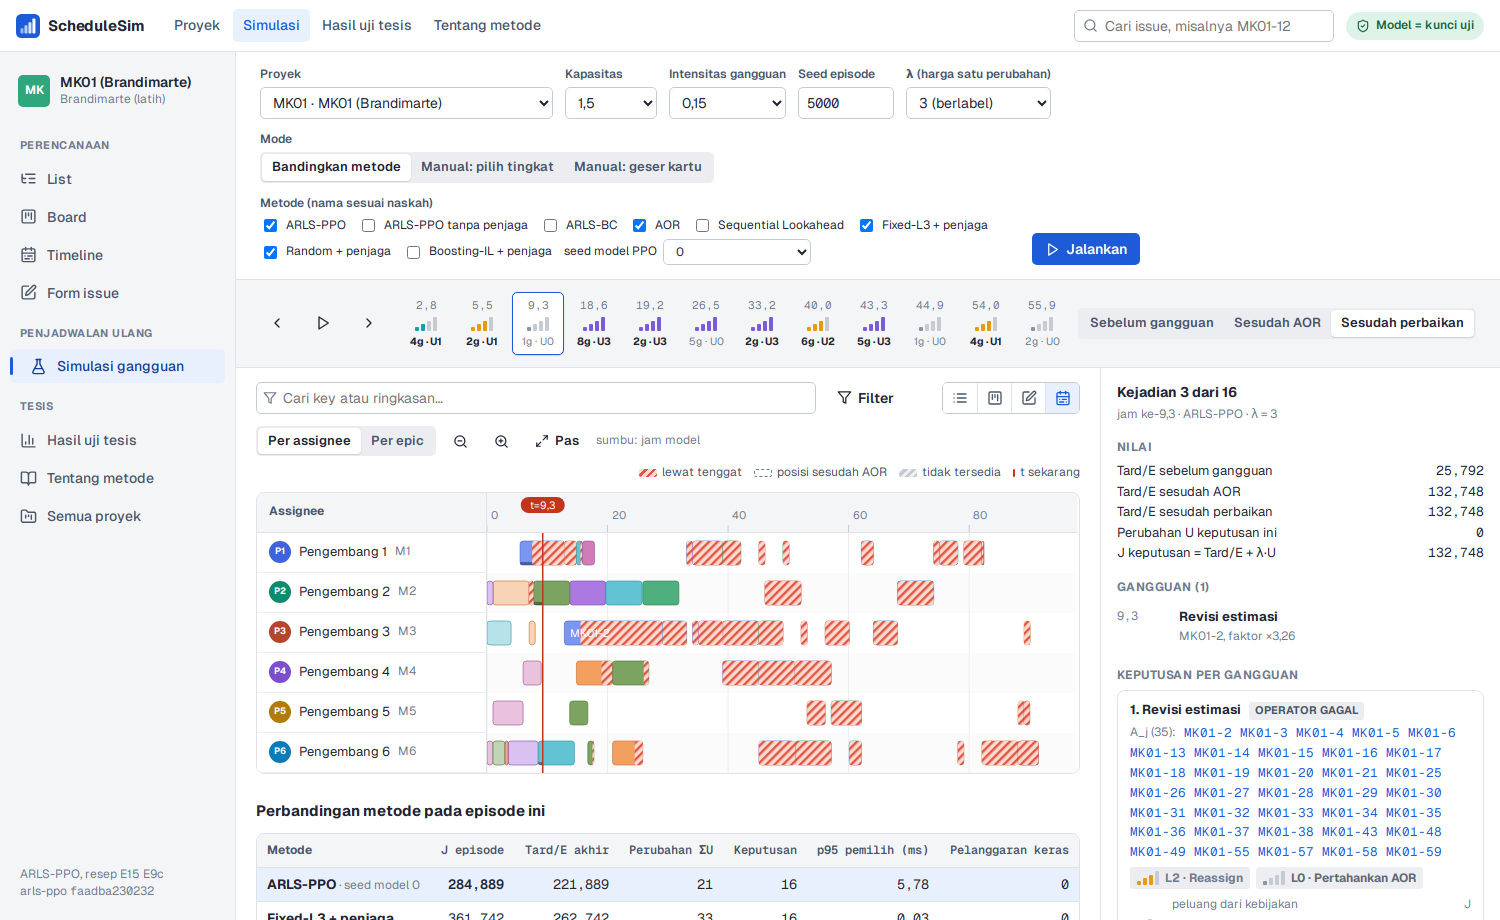 ScheduleSim
Proyek
Simulasi
Hasil uji tesis
Tentang metode
Cari issue, misalnya MK01-12
Model = kunci uji
MK
MK01 (Brandimarte)
Brandimarte (latih)
PERENCANAAN
List
Board
Timeline
Form issue
PENJADWALAN ULANG
Simulasi gangguan
TESIS
Hasil uji tesis
Tentang metode
Semua proyek
ARLS-PPO, resep E15 E9c
arls-ppo faadba230232
Proyek
Kapasitas
Intensitas gangguan
Seed episode
λ (harga satu perubahan)
MK01 · MK01 (Brandimarte)
1,5
0,15
5000
3 (berlabel)
Mode
Bandingkan metode
Manual: pilih tingkat
Manual: geser kartu
Metode (nama sesuai naskah)
ARLS-PPO
ARLS-PPO tanpa penjaga
ARLS-BC
AOR
Sequential Lookahead
Fixed-L3 + penjaga
Random + penjaga
Boosting-IL + penjaga
seed model PPO
0
Jalankan
2,8 5,5 9,3 18,6 19,2 26,5 33,2 40,0 43,3 44,9 54,0 55,9
4g·U1 2g·U1 1g·U0 8g·U3 2g·U3 5g·U0 2g·U3 6g·U2 5g·U3 1g·U0 4g·U1 2g·U0
Sebelum gangguan
Sesudah AOR
Sesudah perbaikan
Cari key atau ringkasan...
Filter
Per assignee
Per epic
Pas
sumbu: jam model
lewat tenggat
posisi sesudah AOR
tidak tersedia
t sekarang
Assignee
t=9,3
0 20 40 60 80
P1 Pengembang 1 M1
P2 Pengembang 2 M2
P3 Pengembang 3 M3
MK01-2
P4 Pengembang 4 M4
P5 Pengembang 5 M5
P6 Pengembang 6 M6
Perbandingan metode pada episode ini
Metode J episode Tard/E akhir Perubahan ΣU Keputusan p95 pemilih (ms) Pelanggaran keras
ARLS-PPO · seed model 0 284,889 221,889 21 16 5,78 0
Fixed-L3 + penjaga 361,742 262,742 33 16 0,03 0
Kejadian 3 dari 16
jam ke-9,3 · ARLS-PPO · λ = 3
NILAI
Tard/E sebelum gangguan 25,792
Tard/E sesudah AOR 132,748
Tard/E sesudah perbaikan 132,748
Perubahan U keputusan ini 0
J keputusan = Tard/E + λ·U 132,748
GANGGUAN (1)
9,3 Revisi estimasi
MK01-2, faktor ×3,26
KEPUTUSAN PER GANGGUAN
1. Revisi estimasi OPERATOR GAGAL
A_j (35): MK01-2 MK01-3 MK01-4 MK01-5 MK01-6
MK01-13 MK01-14 MK01-15 MK01-16 MK01-17
MK01-18 MK01-19 MK01-20 MK01-21 MK01-25
MK01-26 MK01-27 MK01-28 MK01-29 MK01-30
MK01-31 MK01-32 MK01-33 MK01-34 MK01-35
MK01-36 MK01-37 MK01-38 MK01-43 MK01-48
MK01-49 MK01-55 MK01-57 MK01-58 MK01-59
L2 · Reassign
L0 · Pertahankan AOR
peluang dari kebijakan J